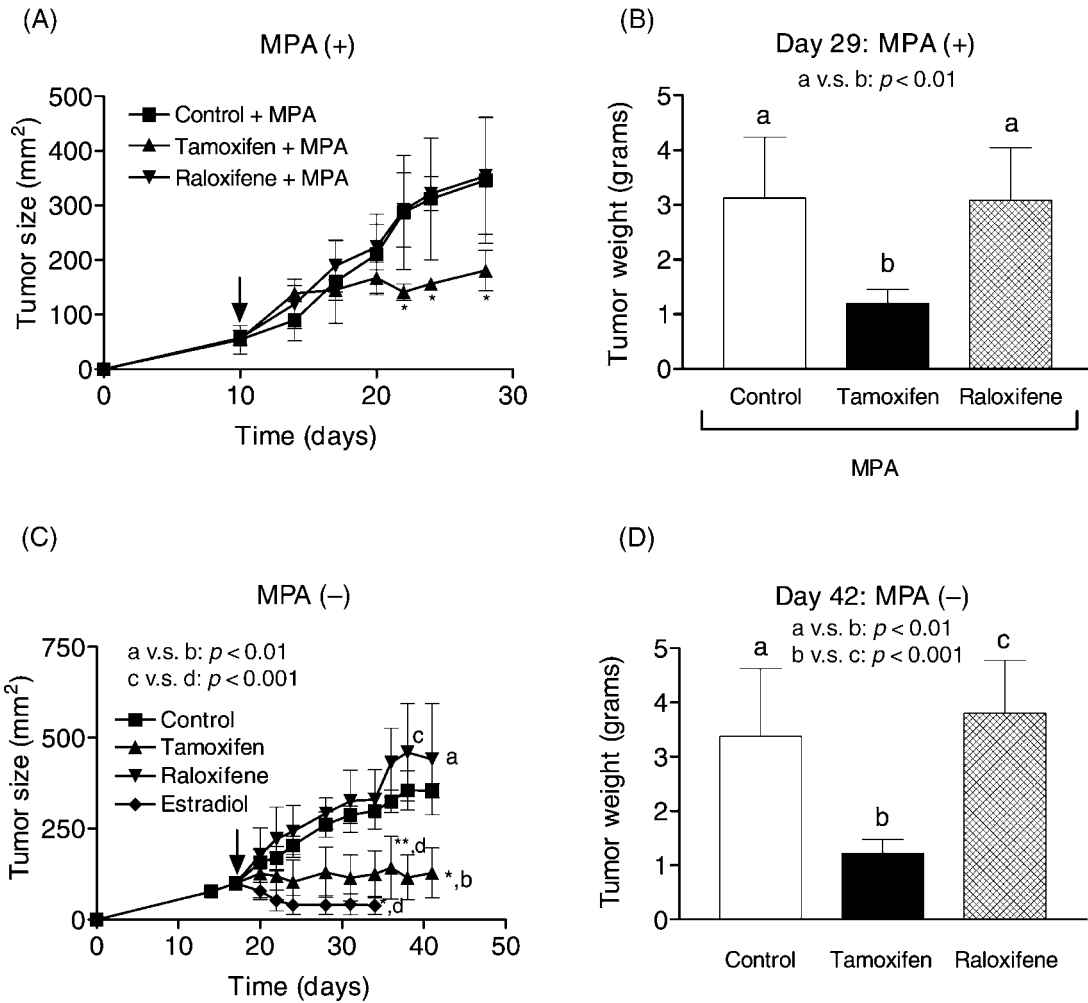 (A)
MPA (+)
500
400
300
200
100
0
Tumor size (mm²)
Control + MPA
Tamoxifen + MPA
Raloxifene + MPA
* * *
0 10 20 30
Time (days)
(B)
Day 29: MPA (+)
a v.s. b: p < 0.01
5
4
3
2
1
0
Tumor weight (grams)
a b a
Control Tamoxifen Raloxifene
MPA
(C)
MPA (–)
750
500
250
0
Tumor size (mm²)
a v.s. b: p < 0.01
c v.s. d: p < 0.001
Control
Tamoxifen
Raloxifene
Estradiol
c
a
**,d
*,b
*,d
0 10 20 30 40 50
Time (days)
(D)
Day 42: MPA (–)
a v.s. b: p < 0.01
b v.s. c: p < 0.001
5
4
3
2
1
0
Tumor weight (grams)
a b c
Control Tamoxifen Raloxifene